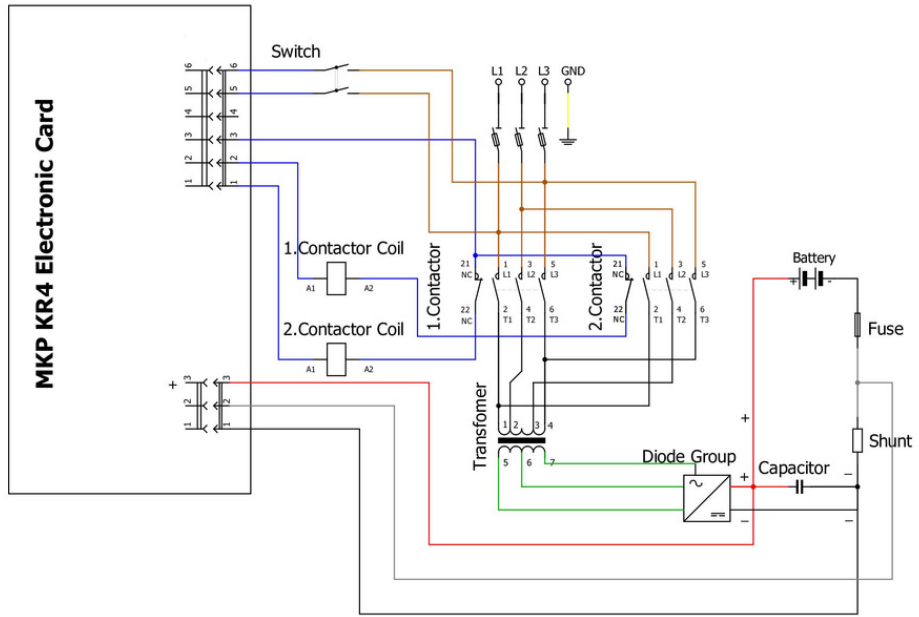 MKP KR4 Electronic Card
Switch
L1 L2 L3 GND
6 6
5 5
4 4
3 3
2 2
1 1
1.Contactor Coil
A1 A2
2.Contactor Coil
A1 A2
1.Contactor
21 1 3 5
NC L1 L2 L3
22 2 4 6
NC T1 T2 T3
2.Contactor
21 1 3 5
NC L1 L2 L3
22 2 4 6
NC T1 T2 T3
Battery
+ -
Fuse
+ 3 3
2 2
1 1
Transfomer
1 2 3 4
5 6 7
Diode Group
+
+
−
Capacitor
Shunt
−
−